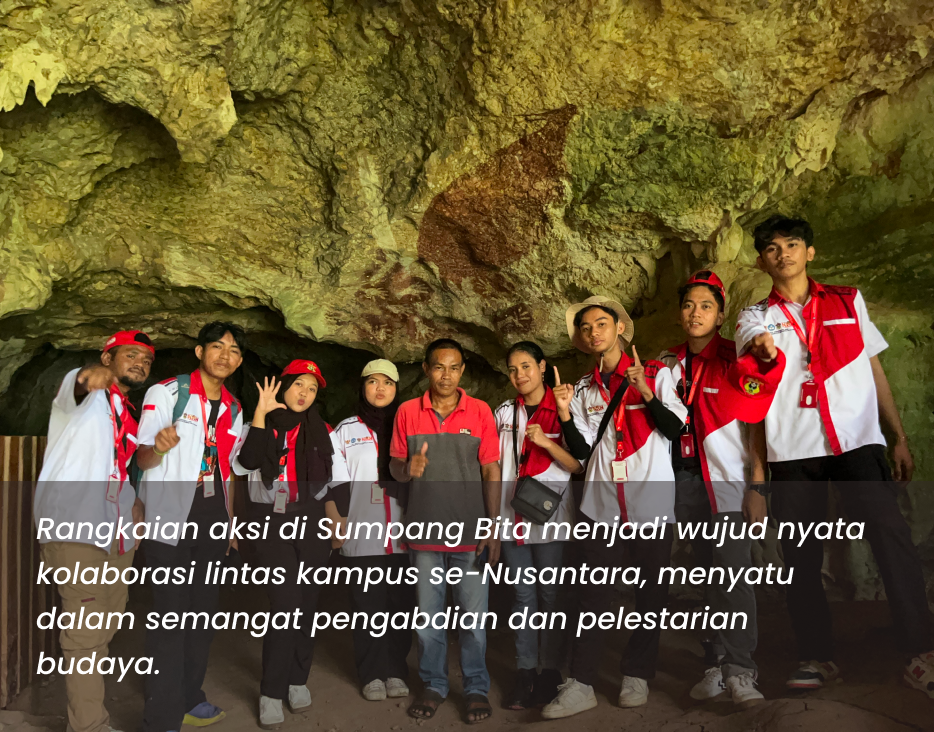 Rangkaian aksi di Sumpang Bita menjadi wujud nyata
kolaborasi lintas kampus se-Nusantara, menyatu
dalam semangat pengabdian dan pelestarian
budaya.